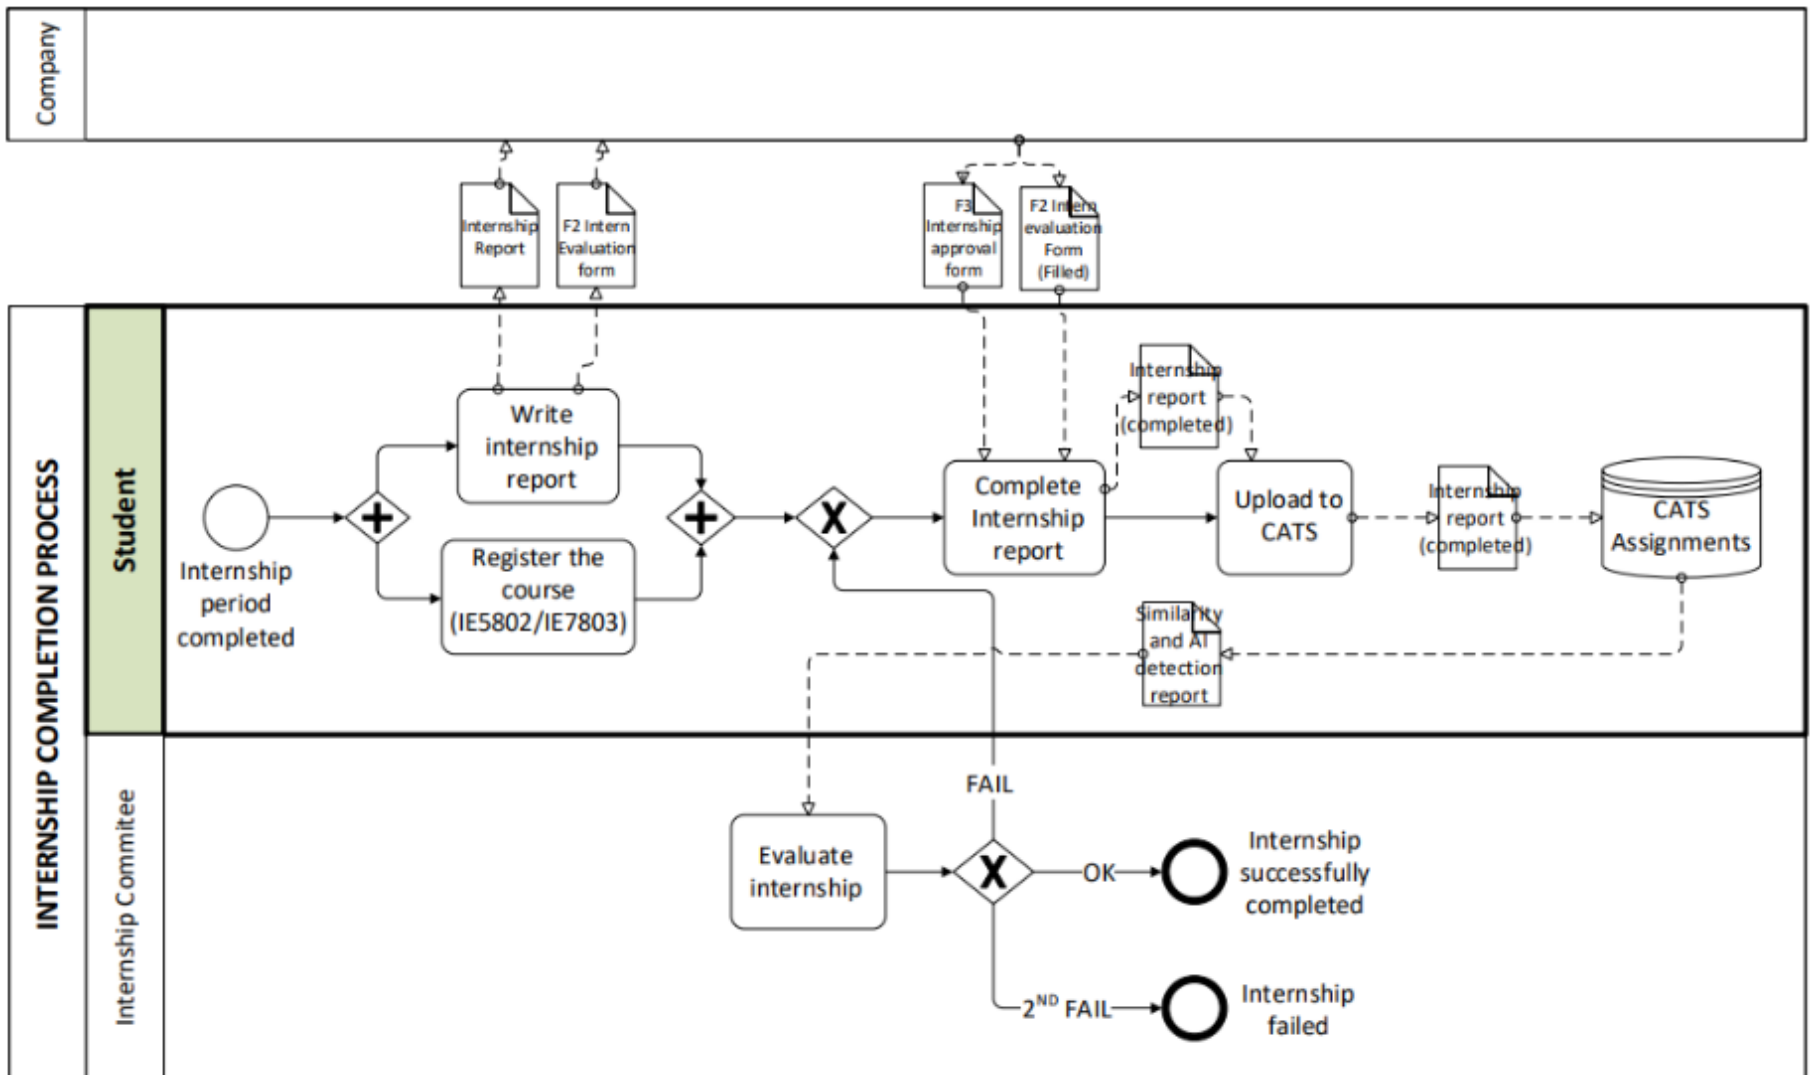 Company
Internship
Report
F2 Intern
Evaluation
form
F3
Internship
approval
form
F2 Intern
evaluation
Form
(Filled)
INTERNSHIP COMPLETION PROCESS
Student
Internship
period
completed
Write
internship
report
Register the
course
(IE5802/IE7803)
X
Complete
Internship
report
Internship
report
(completed)
Upload to
CATS
Internship
report
(completed)
CATS
Assignments
Similarity
and AI
detection
report
Internship Commitee
Evaluate
internship
FAIL
X
OK
Internship
successfully
completed
2ND FAIL
Internship
failed